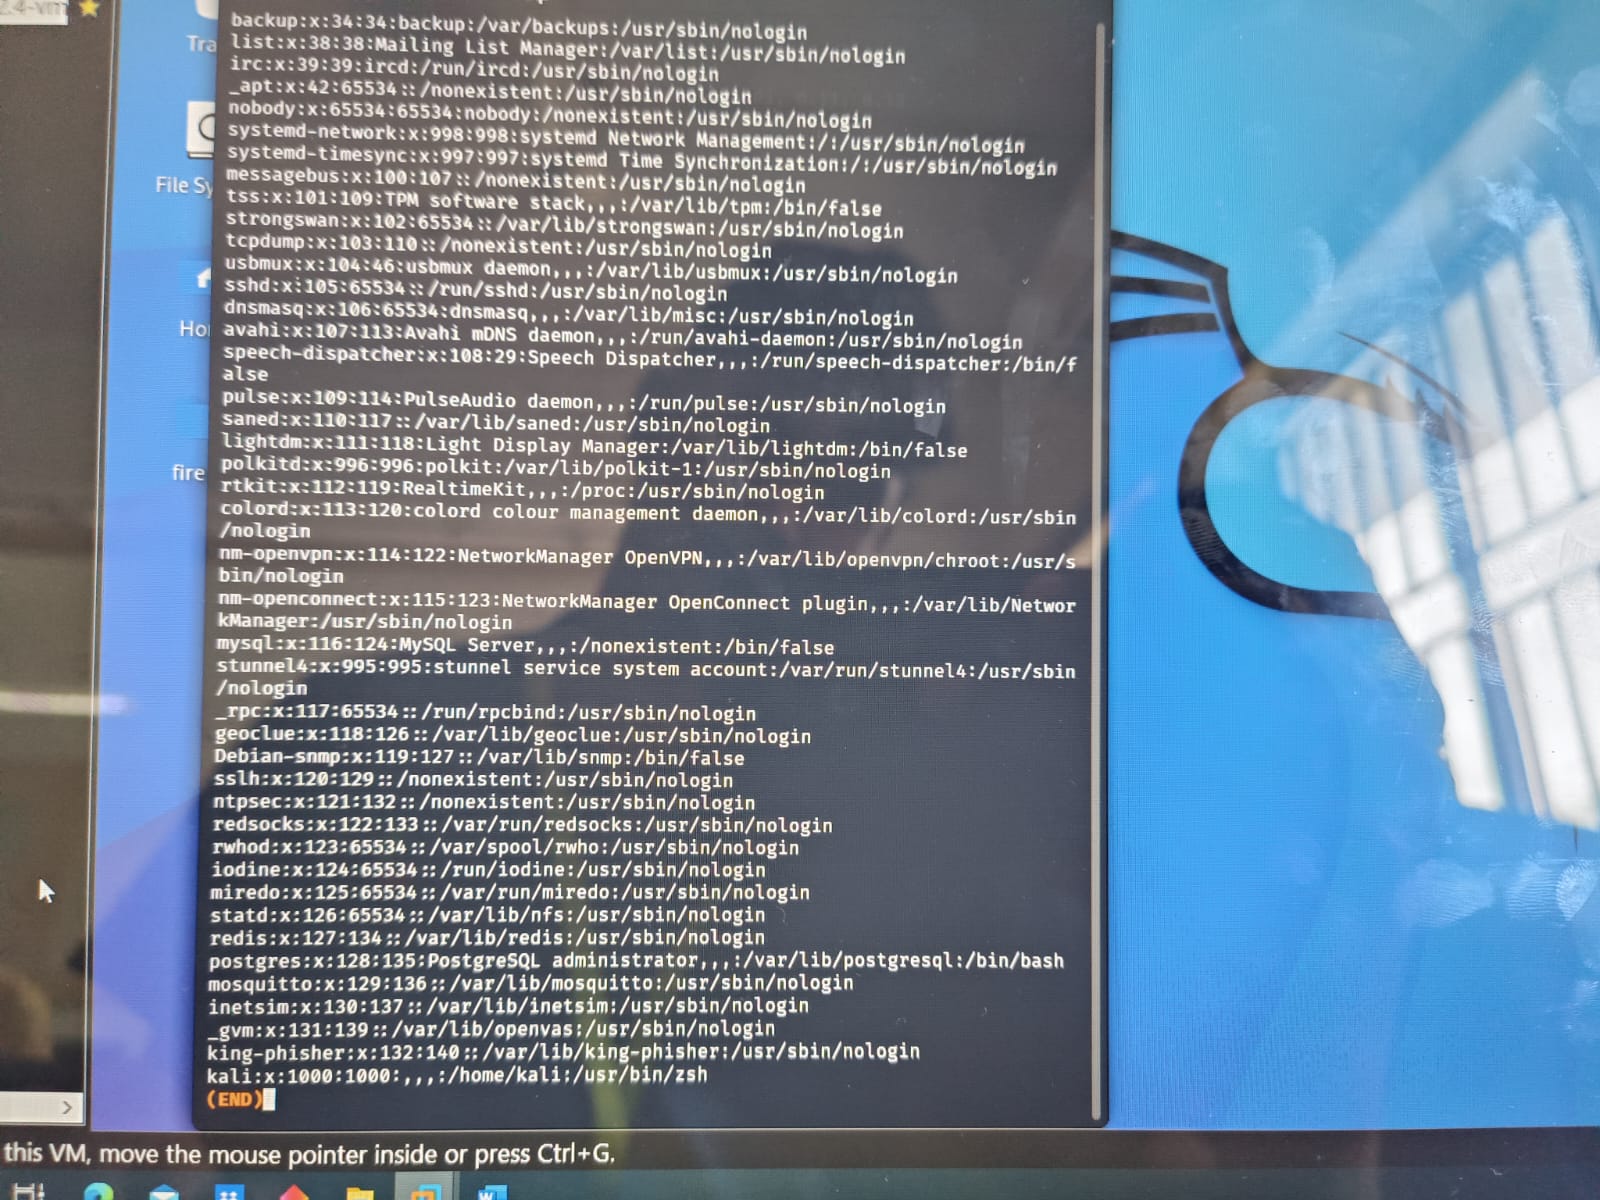 2.4-vm
Tra
File Sy
Ho
fire
backup:x:34:34:backup:/var/backups:/usr/sbin/nologin
list:x:38:38:Mailing List Manager:/var/list:/usr/sbin/nologin
irc:x:39:39:ircd:/run/ircd:/usr/sbin/nologin
_apt:x:42:65534::/nonexistent:/usr/sbin/nologin
nobody:x:65534:65534:nobody:/nonexistent:/usr/sbin/nologin
systemd-network:x:998:998:systemd Network Management:/:/usr/sbin/nologin
systemd-timesync:x:997:997:systemd Time Synchronization:/:/usr/sbin/nologin
messagebus:x:100:107::/nonexistent:/usr/sbin/nologin
tss:x:101:109:TPM software stack,,,:/var/lib/tpm:/bin/false
strongswan:x:102:65534::/var/lib/strongswan:/usr/sbin/nologin
tcpdump:x:103:110::/nonexistent:/usr/sbin/nologin
usbmux:x:104:46:usbmux daemon,,,:/var/lib/usbmux:/usr/sbin/nologin
sshd:x:105:65534::/run/sshd:/usr/sbin/nologin
dnsmasq:x:106:65534:dnsmasq,,,:/var/lib/misc:/usr/sbin/nologin
avahi:x:107:113:Avahi mDNS daemon,,,:/run/avahi-daemon:/usr/sbin/nologin
speech-dispatcher:x:108:29:Speech Dispatcher,,,:/run/speech-dispatcher:/bin/f
alse
pulse:x:109:114:PulseAudio daemon,,,:/run/pulse:/usr/sbin/nologin
saned:x:110:117::/var/lib/saned:/usr/sbin/nologin
lightdm:x:111:118:Light Display Manager:/var/lib/lightdm:/bin/false
polkitd:x:996:996:polkit:/var/lib/polkit-1:/usr/sbin/nologin
rtkit:x:112:119:RealtimeKit,,,:/proc:/usr/sbin/nologin
colord:x:113:120:colord colour management daemon,,,:/var/lib/colord:/usr/sbin
/nologin
nm-openvpn:x:114:122:NetworkManager OpenVPN,,,:/var/lib/openvpn/chroot:/usr/s
bin/nologin
nm-openconnect:x:115:123:NetworkManager OpenConnect plugin,,,:/var/lib/Networ
kManager:/usr/sbin/nologin
mysql:x:116:124:MySQL Server,,,:/nonexistent:/bin/false
stunnel4:x:995:995:stunnel service system account:/var/run/stunnel4:/usr/sbin
/nologin
_rpc:x:117:65534::/run/rpcbind:/usr/sbin/nologin
geoclue:x:118:126::/var/lib/geoclue:/usr/sbin/nologin
Debian-snmp:x:119:127::/var/lib/snmp:/bin/false
sslh:x:120:129::/nonexistent:/usr/sbin/nologin
ntpsec:x:121:132::/nonexistent:/usr/sbin/nologin
redsocks:x:122:133::/var/run/redsocks:/usr/sbin/nologin
rwhod:x:123:65534::/var/spool/rwho:/usr/sbin/nologin
iodine:x:124:65534::/run/iodine:/usr/sbin/nologin
miredo:x:125:65534::/var/run/miredo:/usr/sbin/nologin
statd:x:126:65534::/var/lib/nfs:/usr/sbin/nologin
redis:x:127:134::/var/lib/redis:/usr/sbin/nologin
postgres:x:128:135:PostgreSQL administrator,,,:/var/lib/postgresql:/bin/bash
mosquitto:x:129:136::/var/lib/mosquitto:/usr/sbin/nologin
inetsim:x:130:137::/var/lib/inetsim:/usr/sbin/nologin
_gvm:x:131:139::/var/lib/openvas:/usr/sbin/nologin
king-phisher:x:132:140::/var/lib/king-phisher:/usr/sbin/nologin
kali:x:1000:1000:,,,:/home/kali:/usr/bin/zsh
(END)
this VM, move the mouse pointer inside or press Ctrl+G.